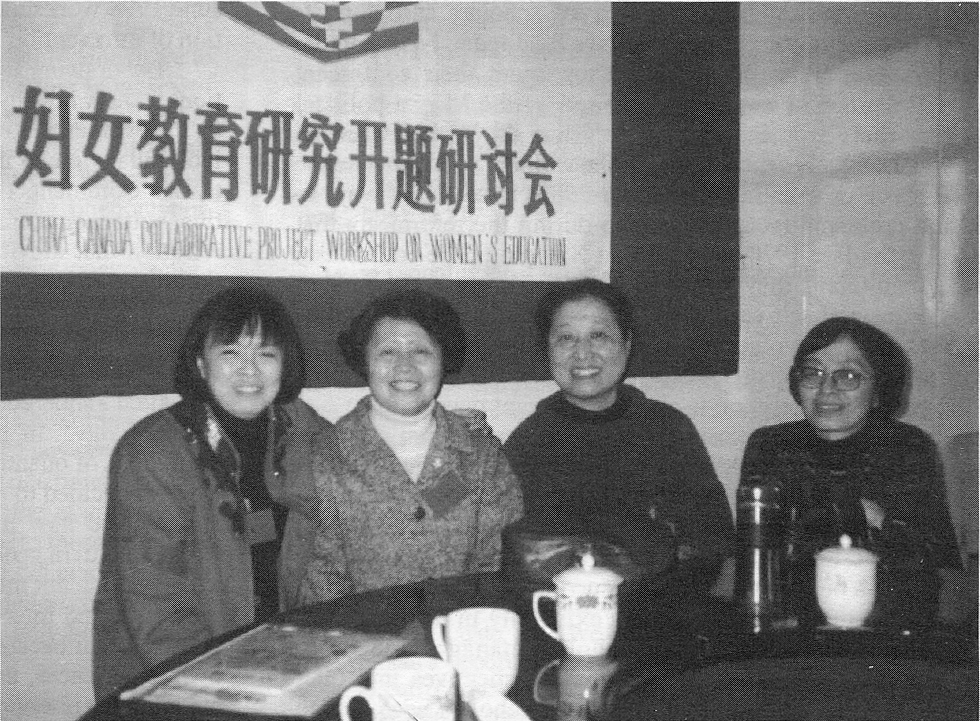 妇女教育研究开题研讨会
CHINA-CANADA COLLABORATIVE PROJECT WORKSHOP ON WOMEN'S EDUCATION